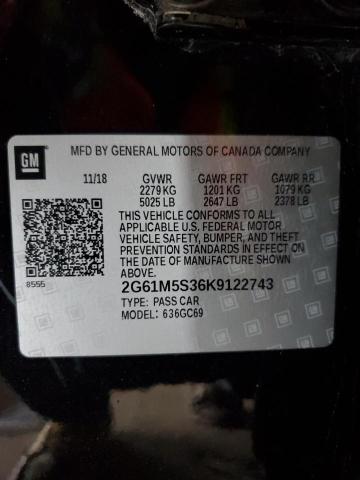 GM
MFD BY GENERAL MOTORS OF CANADA COMPANY
11/18 GVWR GAWR FRT GAWR RR
2279 KG 1201 KG 1079 KG
5025 LB 2647 LB 2378 LB
THIS VEHICLE CONFORMS TO ALL
APPLICABLE U.S. FEDERAL MOTOR
VEHICLE SAFETY, BUMPER, AND THEFT
PREVENTION STANDARDS IN EFFECT ON
THE DATE OF MANUFACTURE SHOWN
ABOVE.
8555
2G61M5S36K9122743
TYPE: PASS CAR
MODEL: 636GC69